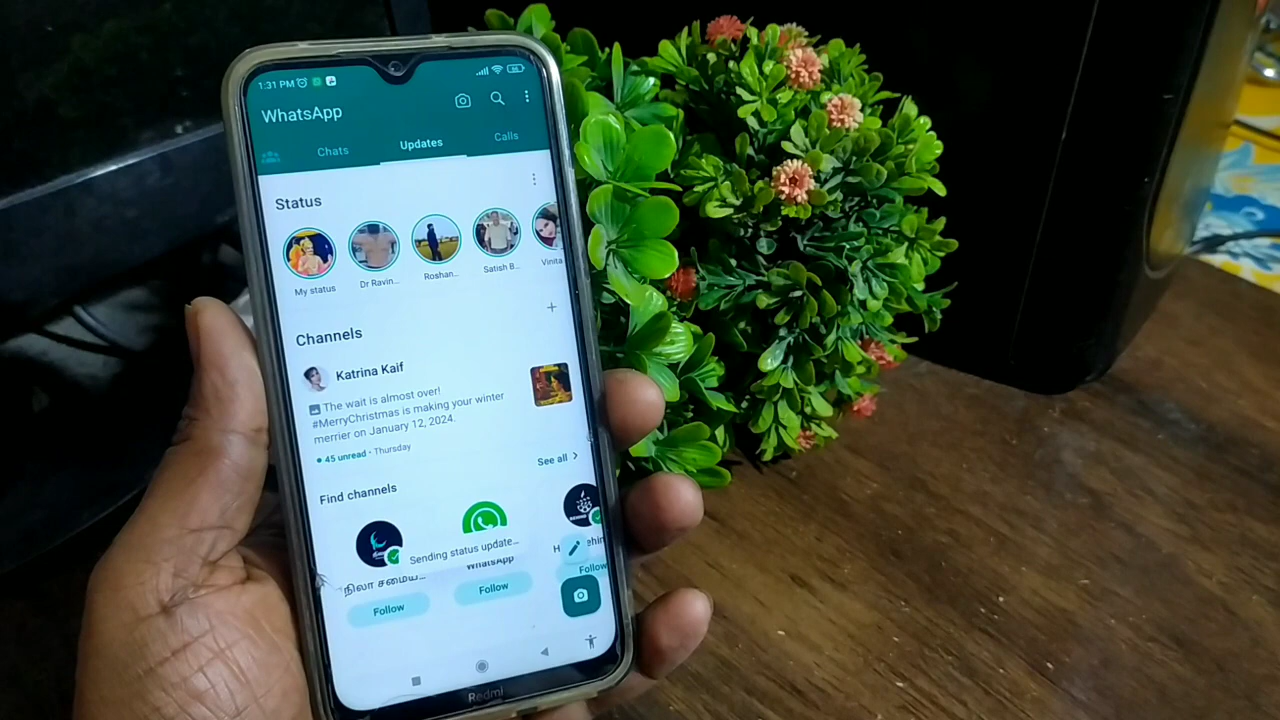 1:31 PM
WhatsApp
Chats
Updates
Calls
Status
My status
Dr Ravin...
Roshan...
Satish B...
Vinita
Channels
Katrina Kaif
The wait is almost over!
#MerryChristmas is making your winter
merrier on January 12, 2024.
45 unread · Thursday
See all >
Find channels
Sending status update...
நிலா சமைய...
WhatsApp
Follow
Follow
Follow
Redmi